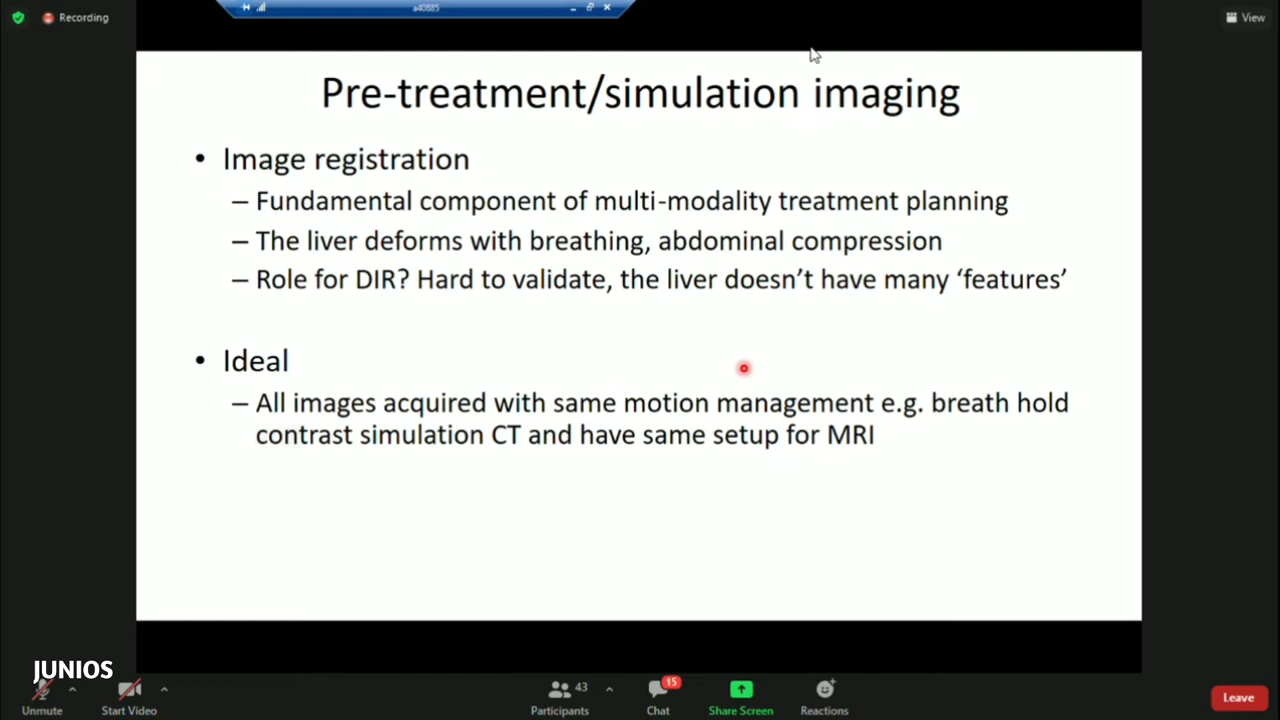 Recording
a40885
View
Pre-treatment/simulation imaging
• Image registration
– Fundamental component of multi-modality treatment planning
– The liver deforms with breathing, abdominal compression
– Role for DIR? Hard to validate, the liver doesn’t have many ‘features’
• Ideal
– All images acquired with same motion management e.g. breath hold
contrast simulation CT and have same setup for MRI
JUNIOS
43
15
Unmute
Start Video
Participants
Chat
Share Screen
Reactions
Leave